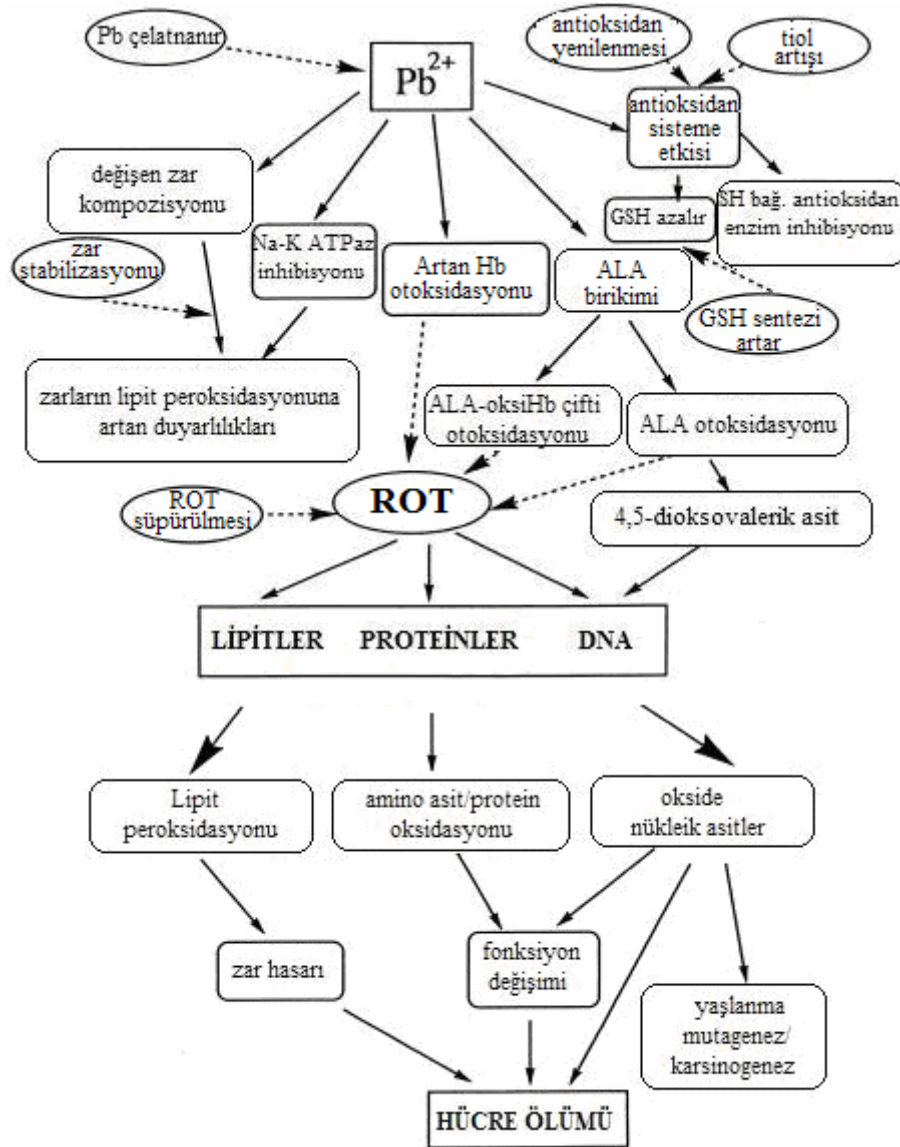 Pb çelatnanır
Pb2+
antioksidan
yenilenmesi
tiol
artışı
antioksidan
sisteme
etkisi
değişen zar
kompozisyonu
GSH azalır
SH bağ. antioksidan
enzim inhibisyonu
zar
stabilizasyonu
Na-K ATPaz
inhibisyonu
Artan Hb
otoksidasyonu
ALA
birikimi
GSH sentezi
artar
zarların lipit peroksidasyonuna
artan duyarlılıkları
ALA-oksiHb çifti
otoksidasyonu
ALA otoksidasyonu
ROT
süpürülmesi
ROT
4,5-dioksovalerik asit
LİPİTLER PROTEİNLER DNA
Lipit
peroksidasyonu
amino asit/protein
oksidasyonu
okside
nükleik asitler
zar hasarı
fonksiyon
değişimi
yaşlanma
mutagenez/
karsinogenez
HÜCRE ÖLÜMÜ